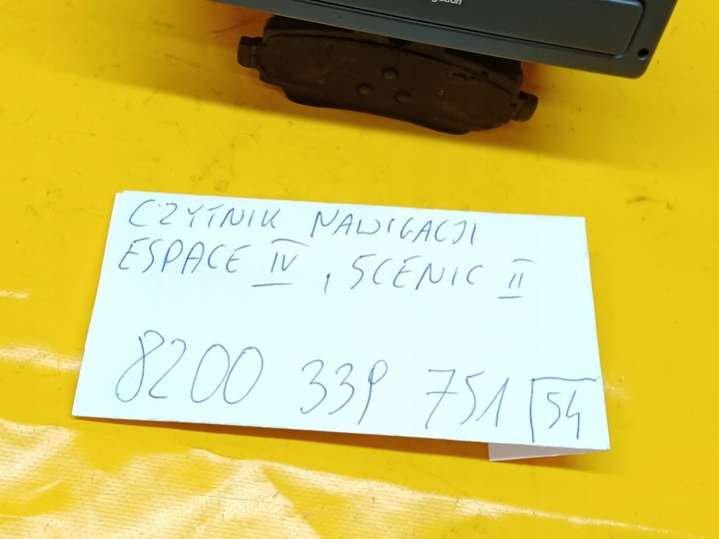 CZYTNIK NAWIGACJI
ESPACE IV, SCENIC II
8200 339 751 54